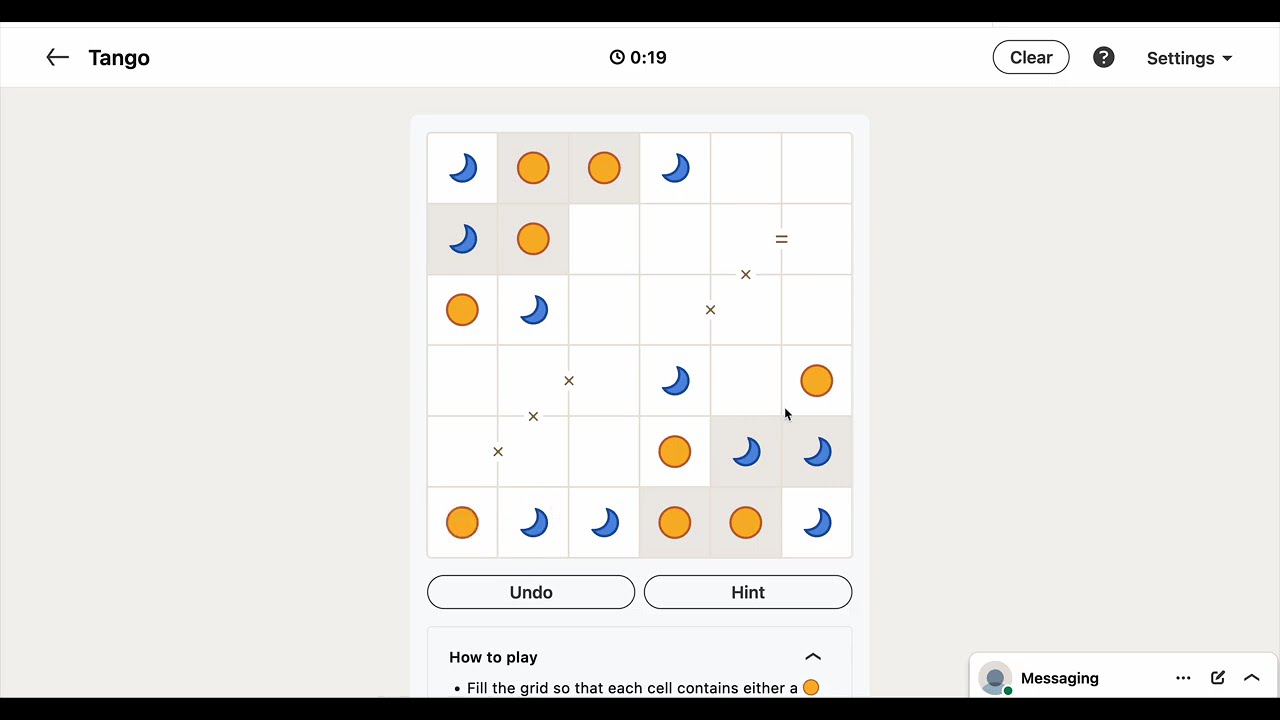 Tango
0:19
Clear
?
Settings
=
×
×
×
×
×
Undo
Hint
How to play
• Fill the grid so that each cell contains either a
Messaging